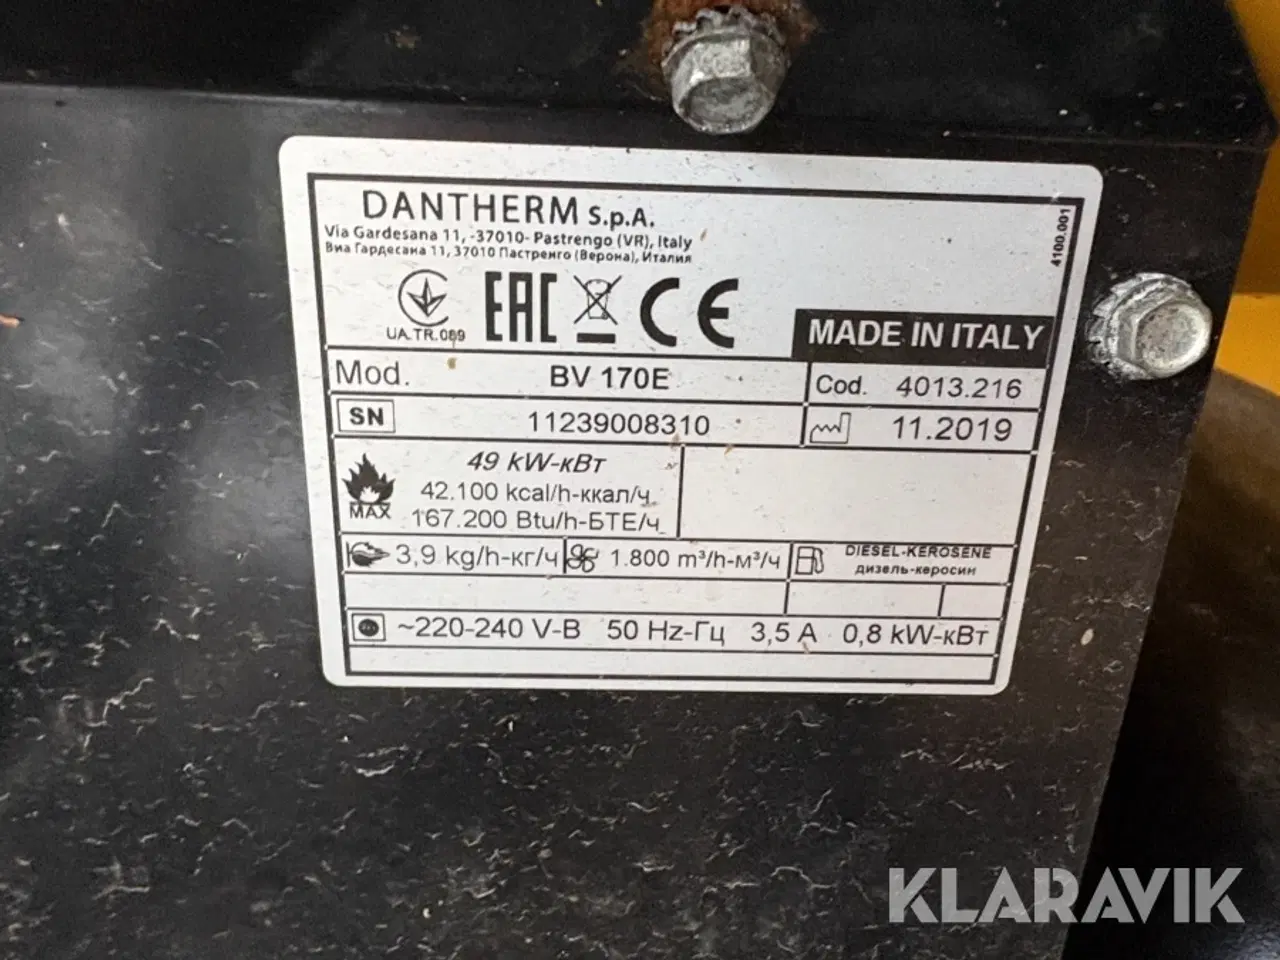 DANTHERM S.p.A.
Via Gardesana 11, -37010- Pastrengo (VR), Italy
Виа Гардесана 11, 37010 Пастренго (Верона), Италия
4100.001
UA.TR.089
EAC
CE
MADE IN ITALY
Mod. BV 170E
Cod. 4013.216
SN 11239008310
11.2019
MAX
49 kW-кВт
42.100 kcal/h-ккал/ч
167.200 Btu/h-БТЕ/ч
3,9 kg/h-кг/ч
1.800 m³/h-м³/ч
DIESEL-KEROSENE
дизель-керосин
~220-240 V-В 50 Hz-Гц 3,5 A 0,8 kW-кВт
KLARAVIK